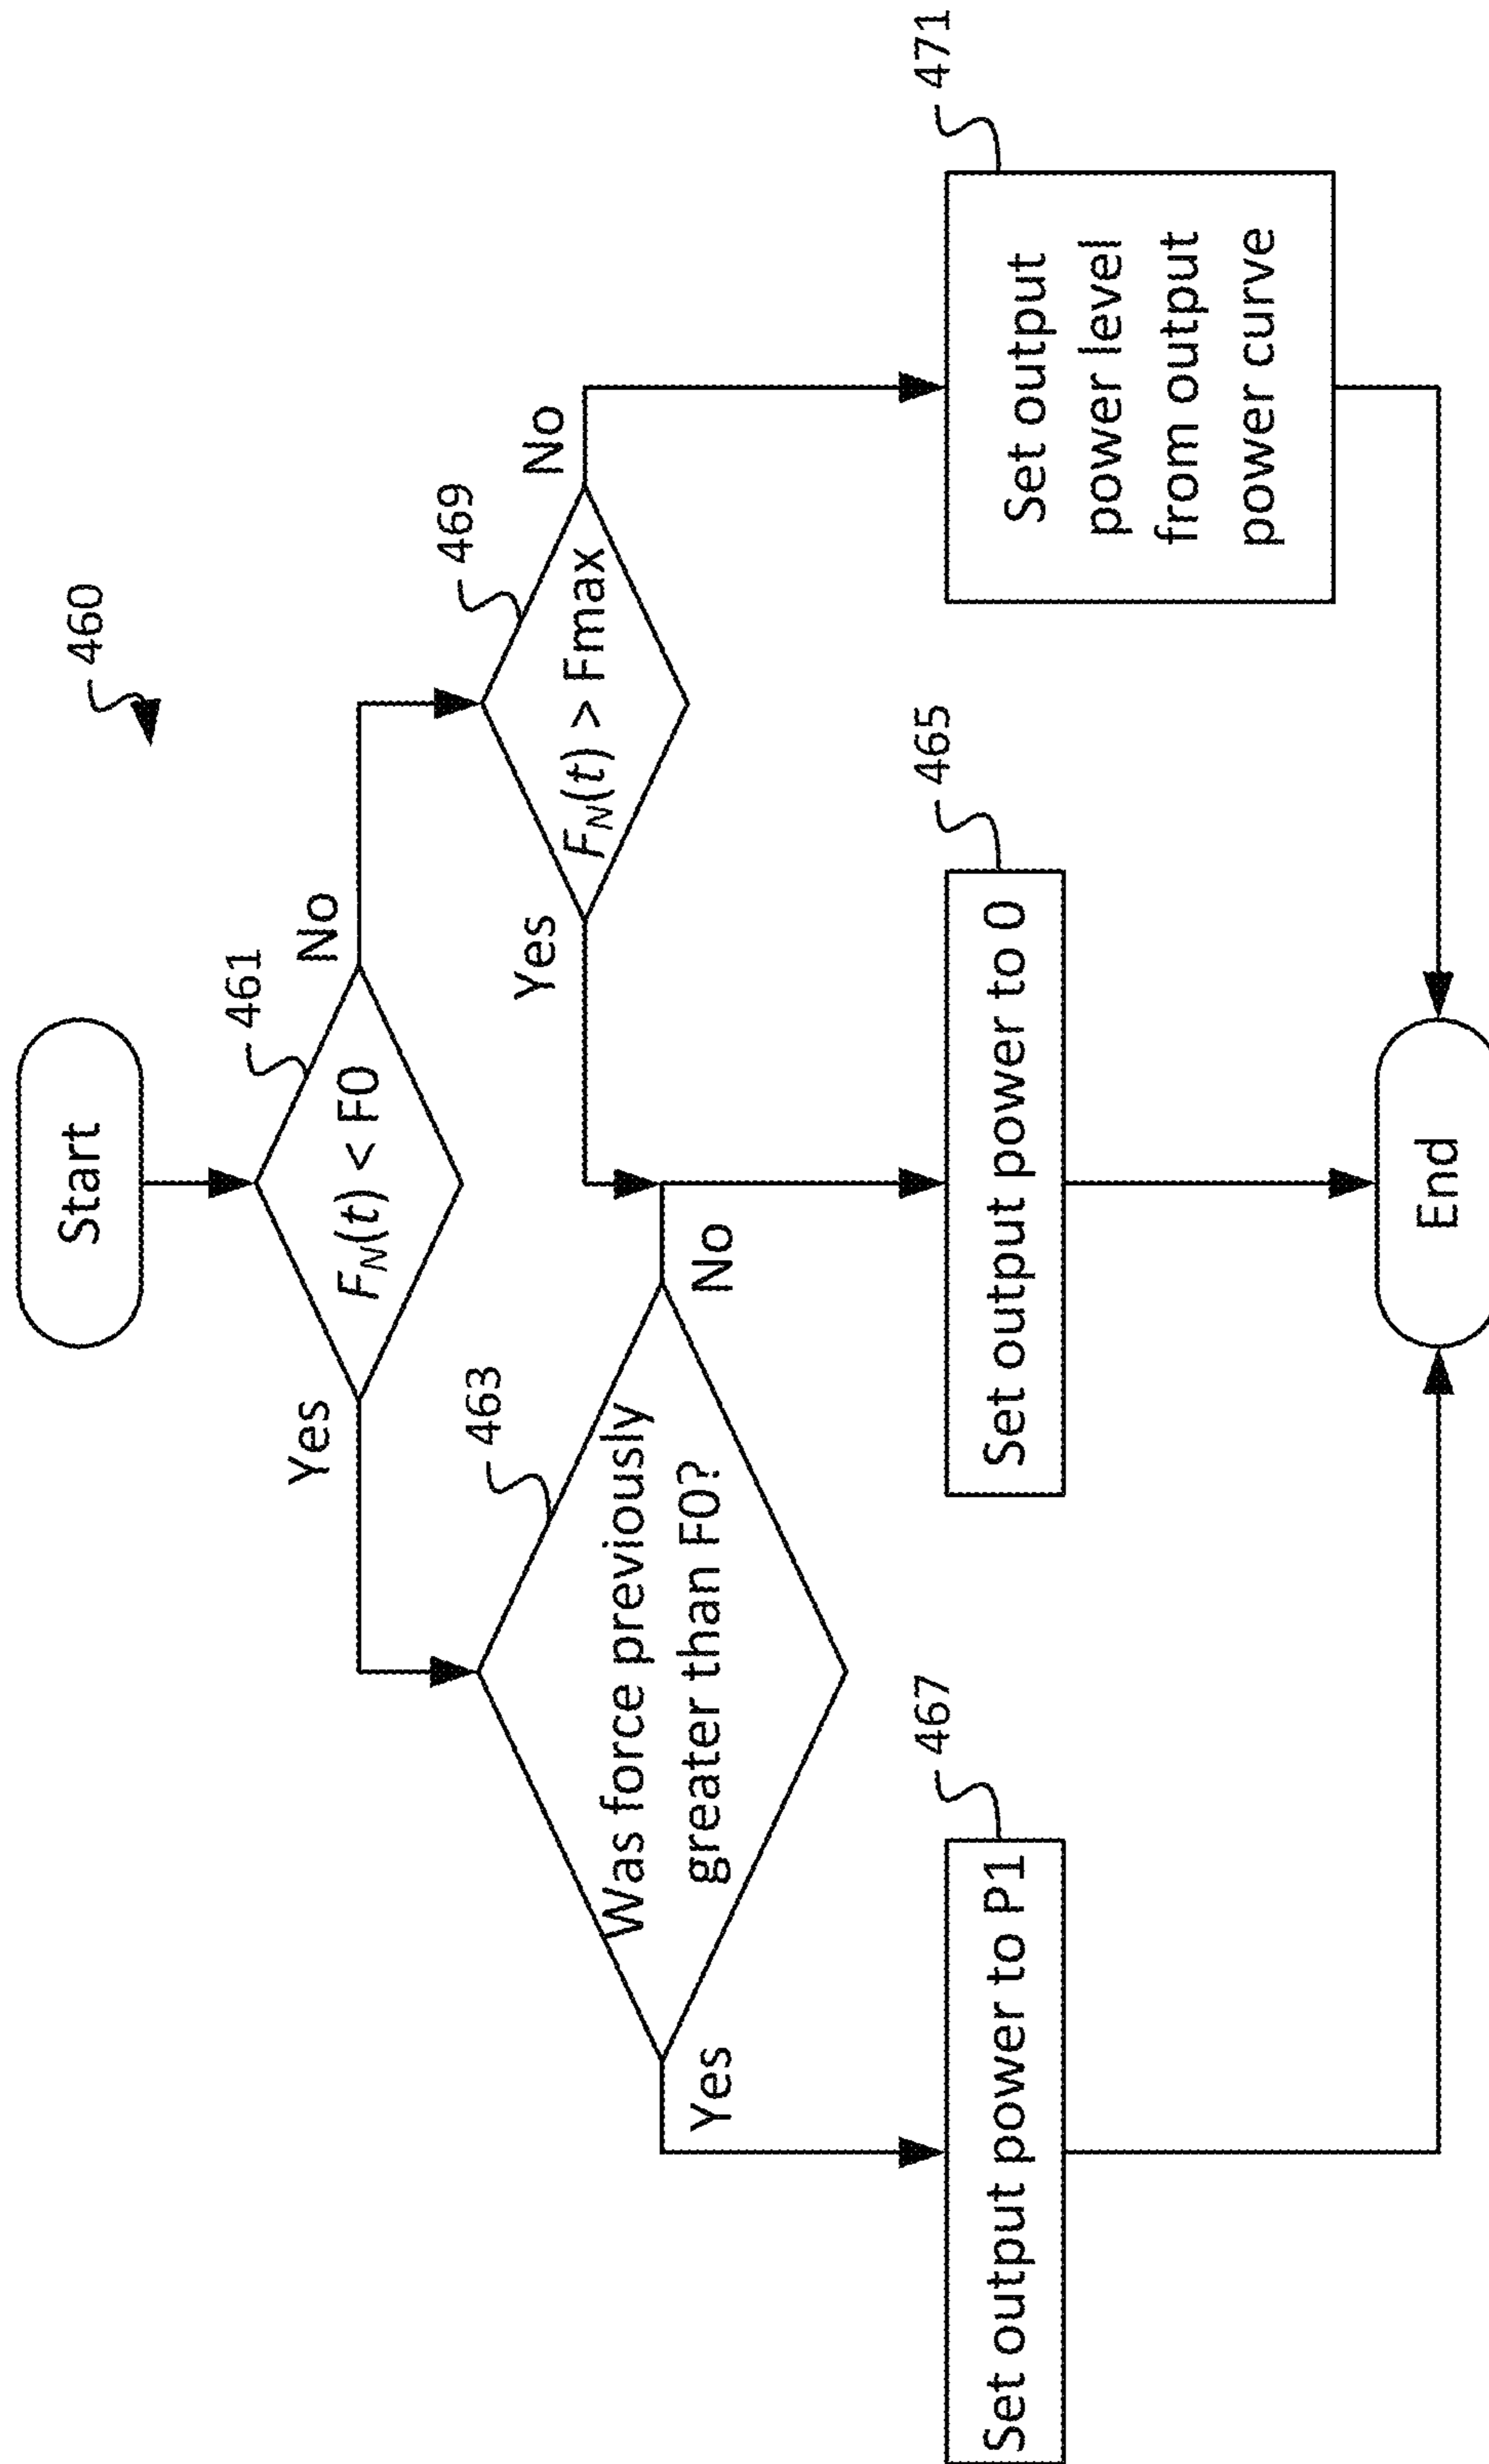 460
Start
461
F_N(t) < F0
Yes
No
463
Was force previously
greater than F0?
469
F_N(t) > Fmax
Yes
No
Yes
No
467
Set output power to P1
465
Set output power to 0
471
Set output
power level
from output
power curve
End